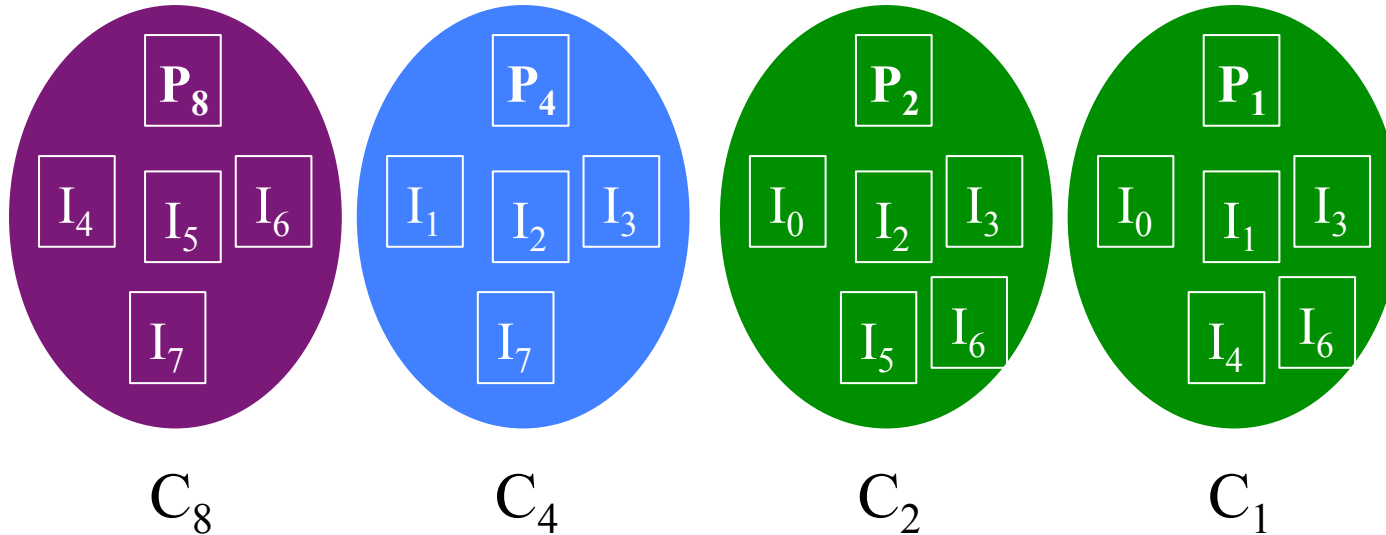 P₈ P₄ P₂ P₁
I₄ I₅ I₆ I₁ I₂ I₃ I₀ I₂ I₃ I₀ I₁ I₃
I₇ I₇ I₅ I₆ I₄ I₆
C₈ C₄ C₂ C₁